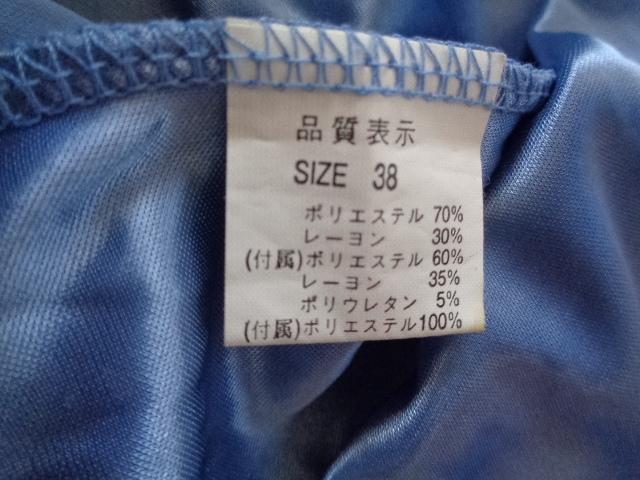 品質表示
SIZE 38
ポリエステル 70%
レーヨン 30%
(付属)ポリエステル 60%
レーヨン 35%
ポリウレタン 5%
(付属)ポリエステル100%